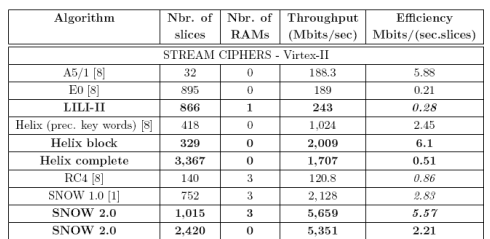 Algorithm Nbr. of slices Nbr. of RAMs Throughput (Mbits/sec) Efficiency Mbits/(sec.slices)
STREAM CIPHERS - Virtex-II
A5/1 [8] 32 0 188.3 5.88
E0 [8] 895 0 189 0.21
LILI-II 866 1 243 0.28
Helix (prec. key words) [8] 418 0 1,024 2.45
Helix block 329 0 2,009 6.1
Helix complete 3,367 0 1,707 0.51
RC4 [8] 140 3 120.8 0.86
SNOW 1.0 [1] 752 3 2,128 2.83
SNOW 2.0 1,015 3 5,659 5.57
SNOW 2.0 2,420 0 5,351 2.21